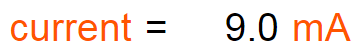 current = 9.0 mA